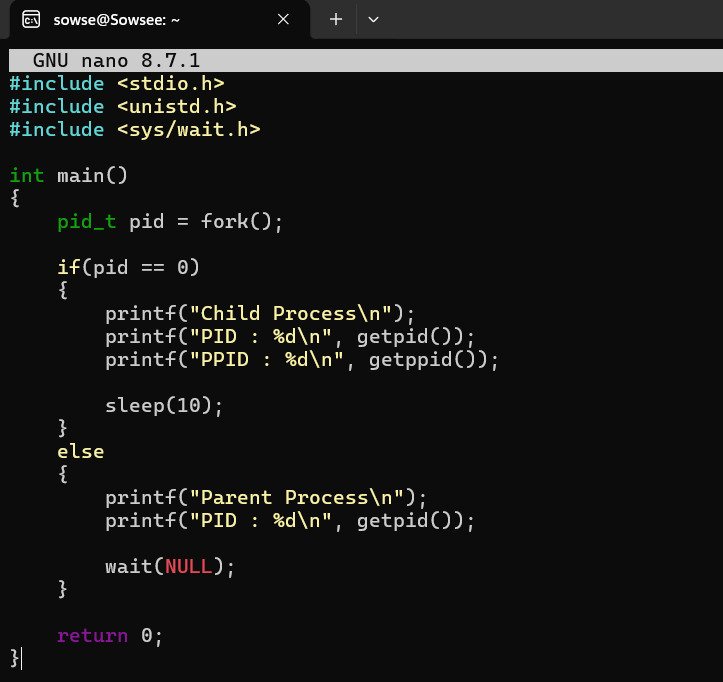 sowse@Sowsee: ~
GNU nano 8.7.1
#include <stdio.h>
#include <unistd.h>
#include <sys/wait.h>

int main()
{
    pid_t pid = fork();

    if(pid == 0)
    {
        printf("Child Process\n");
        printf("PID : %d\n", getpid());
        printf("PPID : %d\n", getppid());

        sleep(10);
    }
    else
    {
        printf("Parent Process\n");
        printf("PID : %d\n", getpid());

        wait(NULL);
    }

    return 0;
}